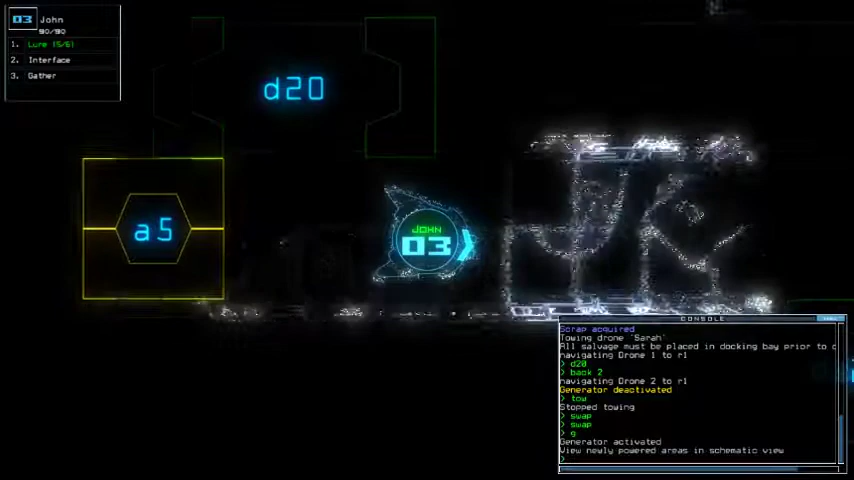 03 John
90/90
1. Lure (5/6)
2. Interface
3. Gather
d20
a5
JOHN
03
CONSOLE
Scrap acquired
Towing drone 'Sarah'
All salvage must be placed in docking bay prior to
navigating Drone 1 to r1
> d20
> back 2
navigating Drone 2 to r1
Generator deactivated
> tow
Stopped towing
> swap
> swap
> g
Generator activated
View newly powered areas in schematic view
>